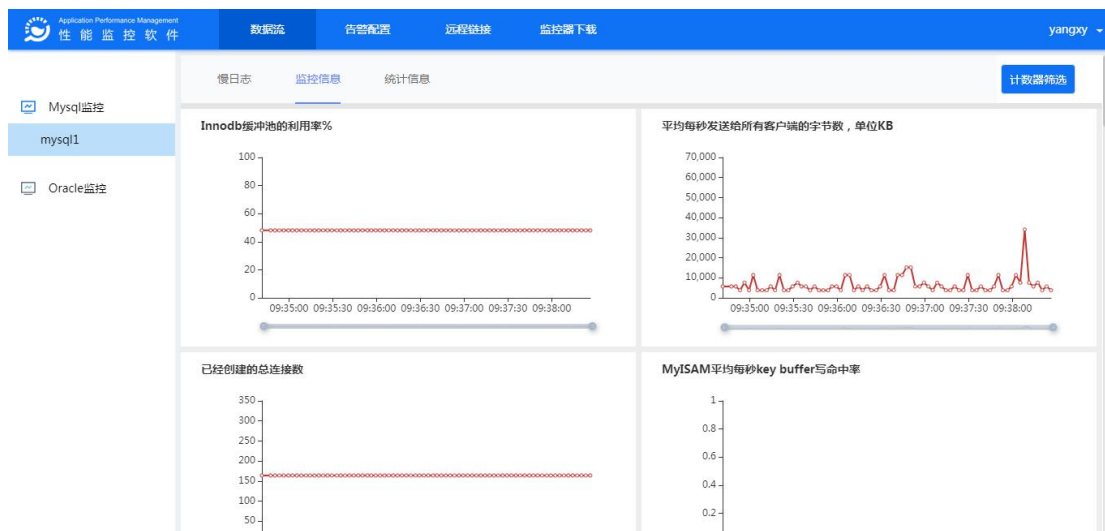 Application Performance Management
性能监控软件
数据流
告警配置
远程链接
监控器下载
yangxy
Mysql监控
mysql1
Oracle监控
慢日志
监控信息
统计信息
计数器筛选
Innodb缓冲池的利用率%
100
80
60
40
20
0
09:35:00 09:35:30 09:36:00 09:36:30 09:37:00 09:37:30 09:38:00
平均每秒发送给所有客户端的字节数，单位KB
70,000
60,000
50,000
40,000
30,000
20,000
10,000
0
09:35:00 09:35:30 09:36:00 09:36:30 09:37:00 09:37:30 09:38:00
已经创建的总连接数
350
300
250
200
150
100
50
MyISAM平均每秒key buffer写命中率
1
0.8
0.6
0.4
0.2